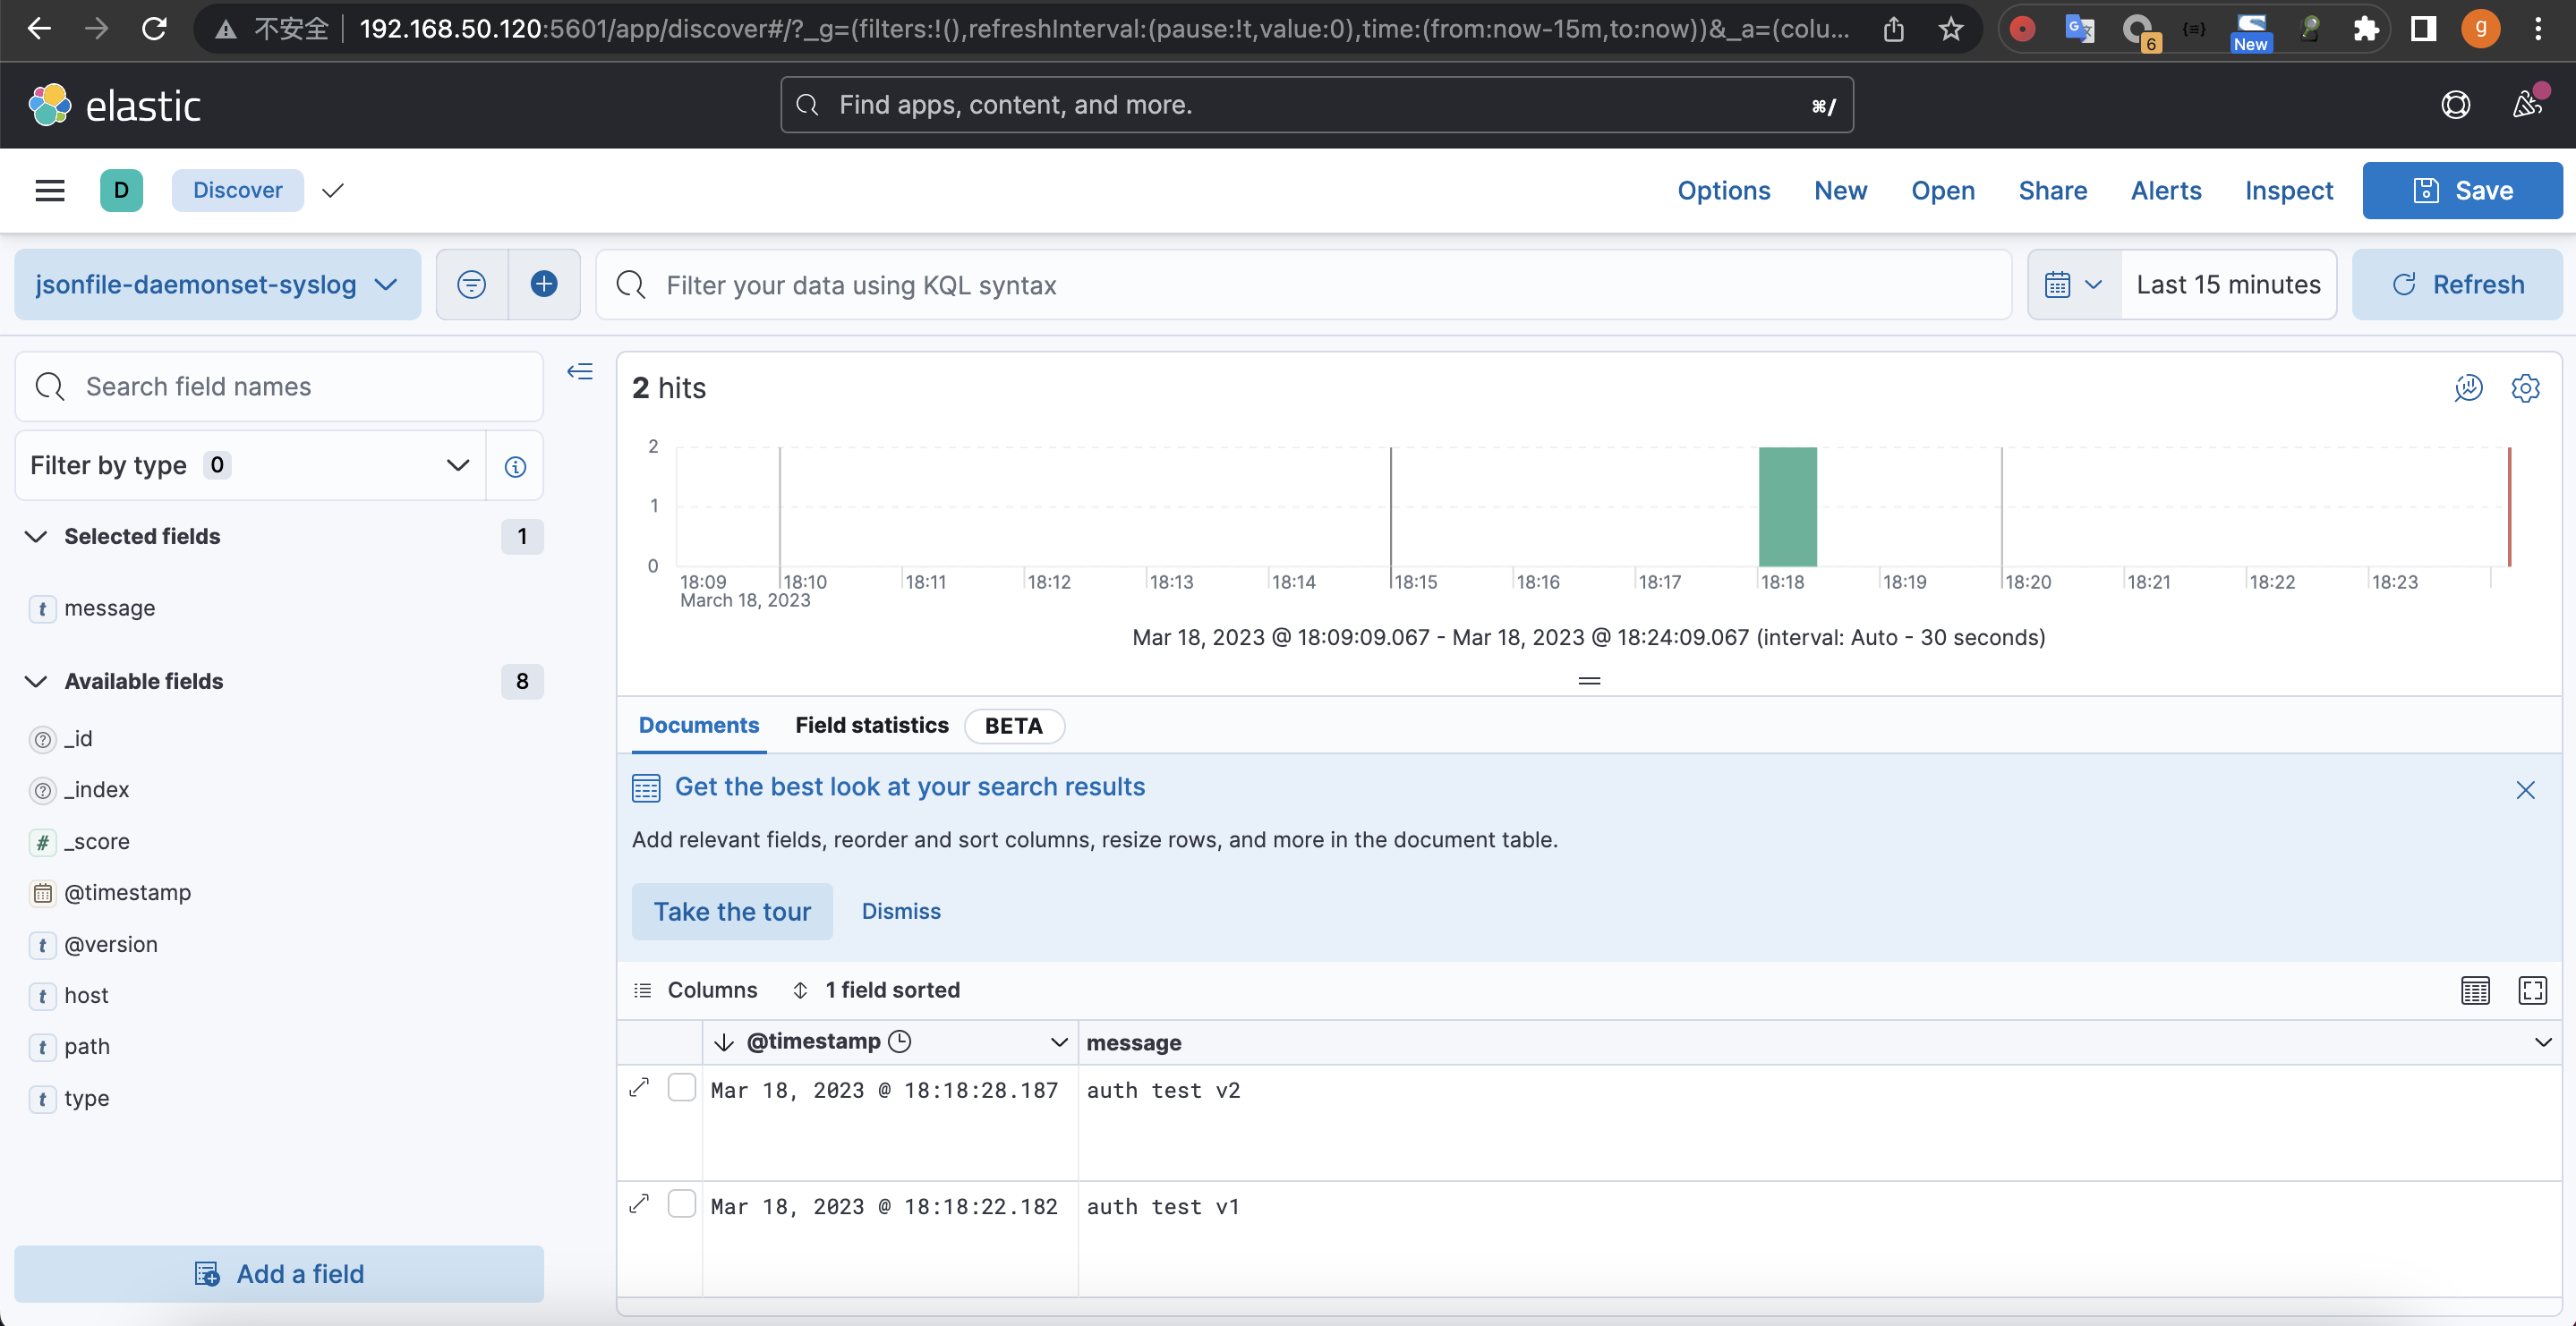 不安全 192.168.50.120:5601/app/discover#/?_g=(filters:!(),refreshInterval:(pause:!t,value:0),time:(from:now-15m,to:now))&_a=(colu...
6
New
g
elastic
Find apps, content, and more.
⌘/
D
Discover
Options
New
Open
Share
Alerts
Inspect
Save
jsonfile-daemonset-syslog
Filter your data using KQL syntax
Last 15 minutes
Refresh
Search field names
Filter by type 0
Selected fields 1
t message
Available fields 8
? _id
? _index
# _score
@timestamp
t @version
t host
t path
t type
Add a field
2 hits
2
1
0
18:09 18:10 18:11 18:12 18:13 18:14 18:15 18:16 18:17 18:18 18:19 18:20 18:21 18:22 18:23
March 18, 2023
Mar 18, 2023 @ 18:09:09.067 - Mar 18, 2023 @ 18:24:09.067 (interval: Auto - 30 seconds)
Documents
Field statistics
BETA
Get the best look at your search results
Add relevant fields, reorder and sort columns, resize rows, and more in the document table.
Take the tour
Dismiss
Columns
1 field sorted
@timestamp
message
Mar 18, 2023 @ 18:18:28.187 auth test v2
Mar 18, 2023 @ 18:18:22.182 auth test v1